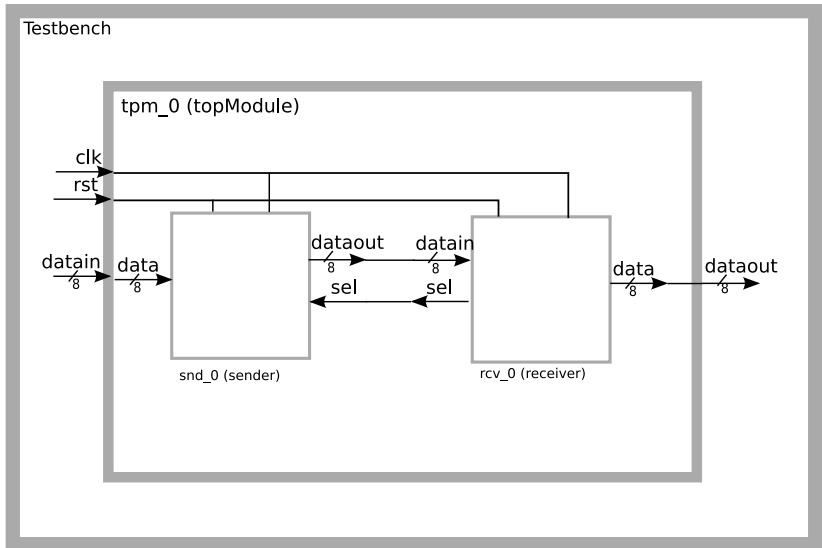 Testbench
tpm_0 (topModule)
clk
rst
datain
8
data
8
dataout
8
datain
8
sel
sel
data
8
dataout
8
snd_0 (sender)
rcv_0 (receiver)